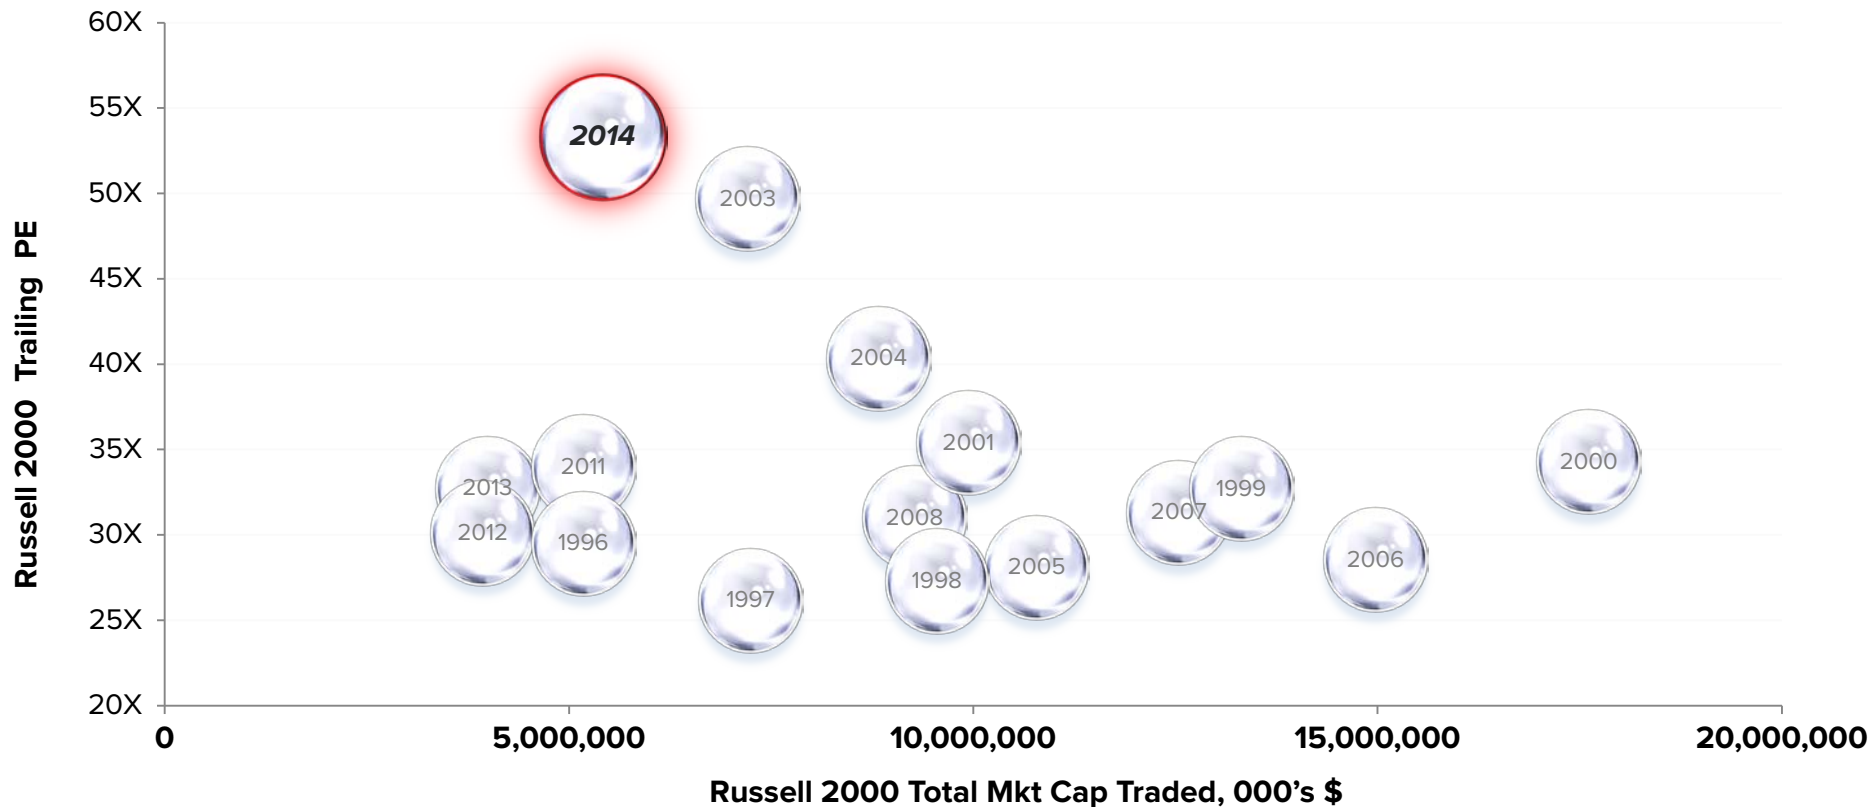 60X
55X
50X
45X
40X
35X
30X
25X
20X
Russell 2000 Trailing PE
2014
2003
2004
2001
2011
2013
2012
1996
2008
1998
2005
1997
2007
1999
2006
2000
0
5,000,000
10,000,000
15,000,000
20,000,000
Russell 2000 Total Mkt Cap Traded, 000’s $